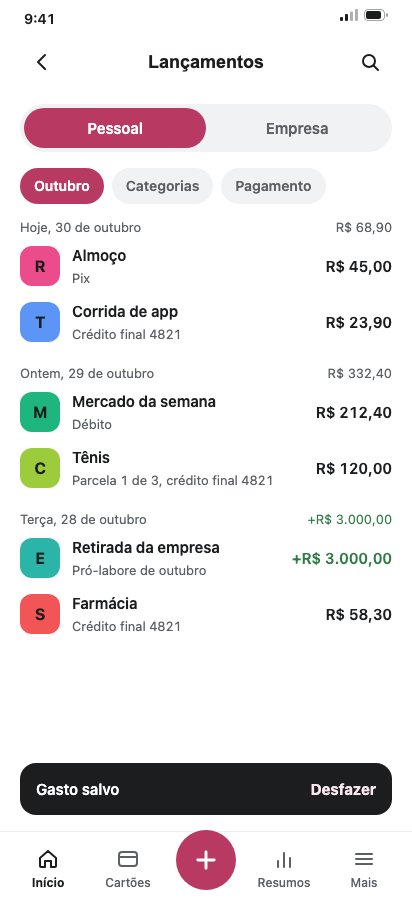 9:41
Lançamentos
Pessoal
Empresa
Outubro
Categorias
Pagamento
Hoje, 30 de outubro R$ 68,90
R Almoço R$ 45,00
Pix
T Corrida de app R$ 23,90
Crédito final 4821
Ontem, 29 de outubro R$ 332,40
M Mercado da semana R$ 212,40
Débito
C Tênis R$ 120,00
Parcela 1 de 3, crédito final 4821
Terça, 28 de outubro +R$ 3.000,00
E Retirada da empresa +R$ 3.000,00
Pró-labore de outubro
S Farmácia R$ 58,30
Crédito final 4821
Gasto salvo Desfazer
Início
Cartões
Resumos
Mais